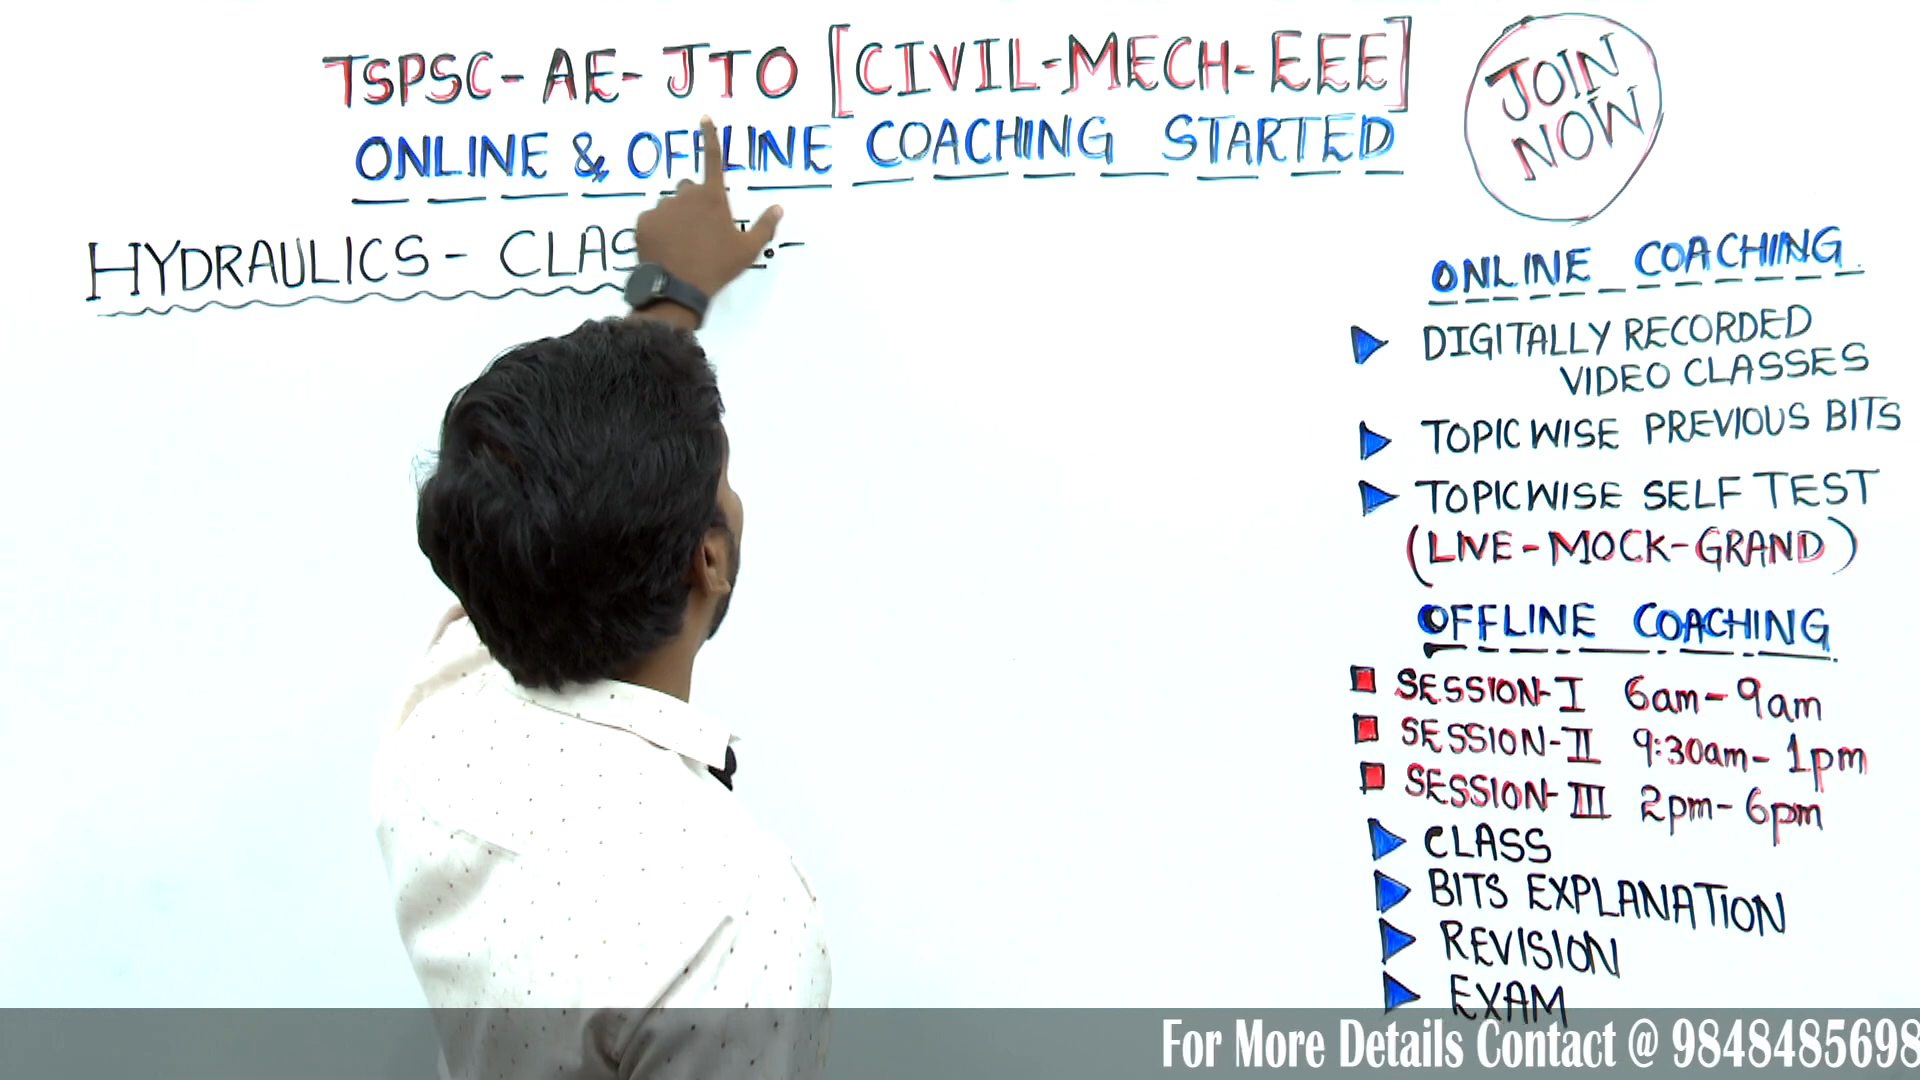 TSPSC-AE-JTO [CIVIL-MECH-EEE]
ONLINE & OFFLINE COACHING STARTED
JOIN
NOW
HYDRAULICS - CLAS
ONLINE COACHING
DIGITALLY RECORDED
VIDEO CLASSES
TOPICWISE PREVIOUS BITS
TOPICWISE SELF TEST
(LIVE-MOCK-GRAND)
OFFLINE COACHING
SESSION-I 6am-9am
SESSION-II 9:30am-1pm
SESSION-III 2pm-6pm
CLASS
BITS EXPLANATION
REVISION
EXAM
For More Details Contact @ 9848485698